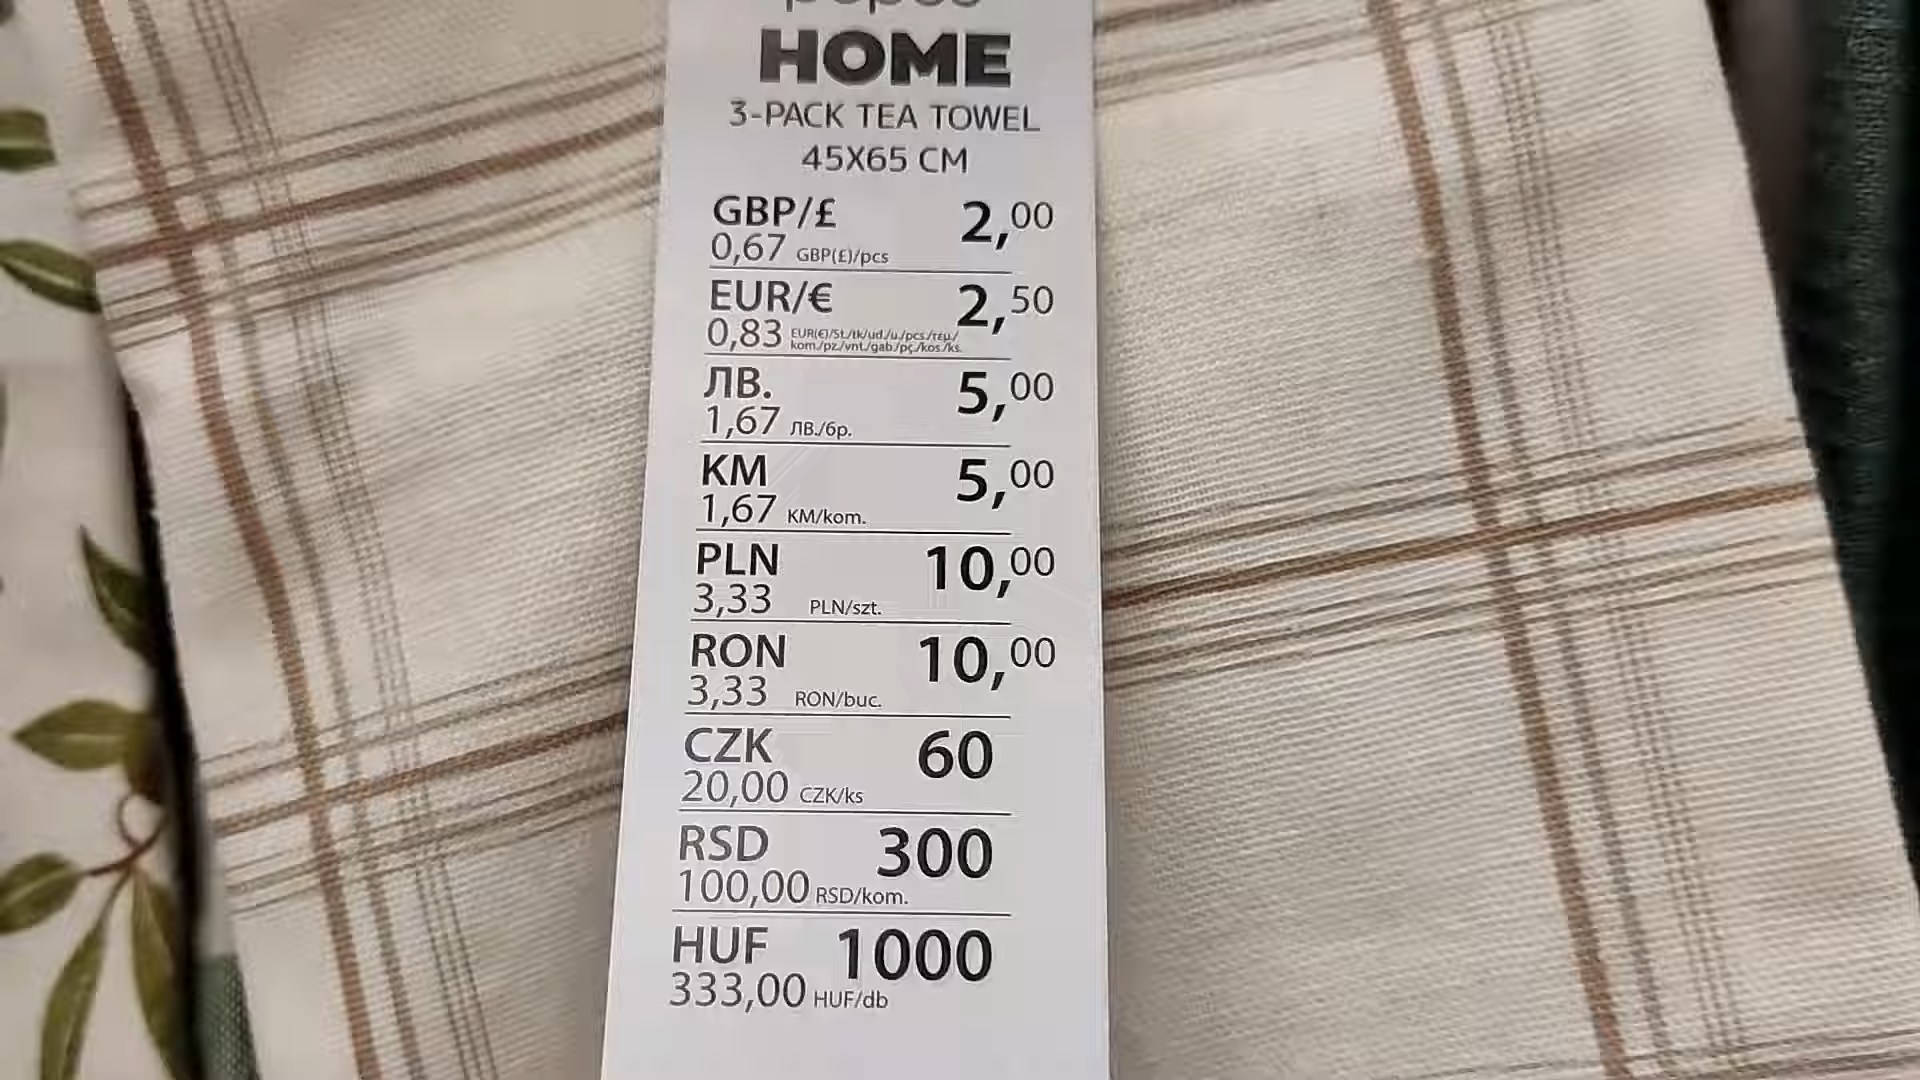 HOME
3-PACK TEA TOWEL
45X65 CM
GBP/£ 2,00
0,67 GBP(£)/pcs
EUR/€ 2,50
0,83 EUR(€)/St./tk/ud./u./pcs./τεμ./
kom./pz./vnt./gab./pç./kos./ks.
ЛВ. 5,00
1,67 ЛВ./бр.
KM 5,00
1,67 KM/kom.
PLN 10,00
3,33 PLN/szt.
RON 10,00
3,33 RON/buc.
CZK 60
20,00 CZK/ks
RSD 300
100,00 RSD/kom.
HUF 1000
333,00 HUF/db